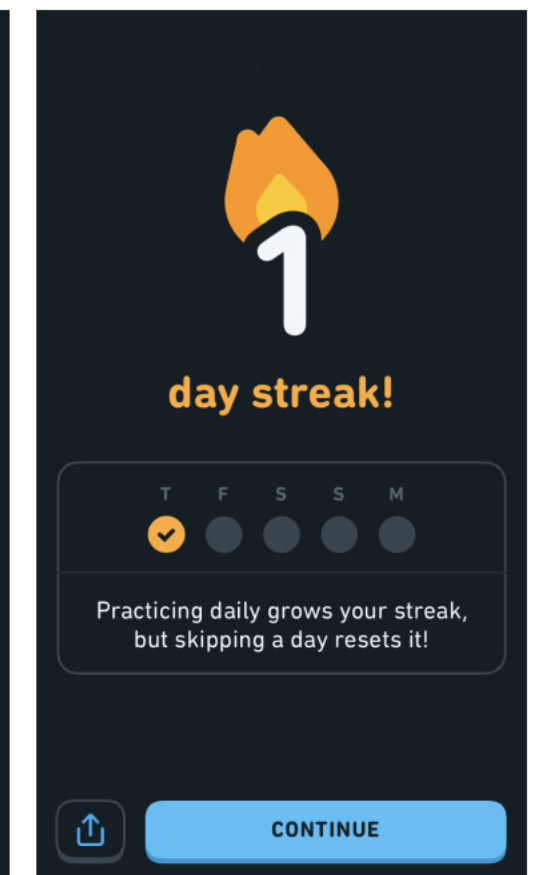 1
day streak!
T F S S M
Practicing daily grows your streak,
but skipping a day resets it!
CONTINUE